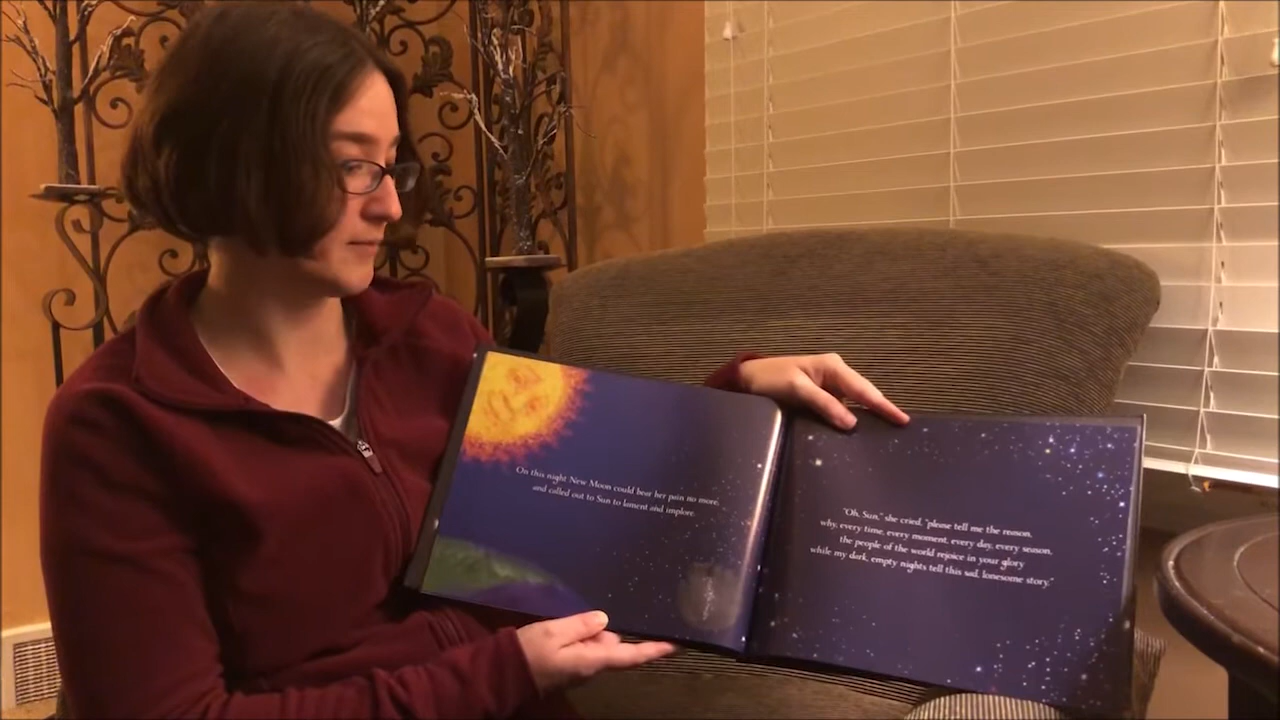 On this night New Moon could bear her pain no more,
and called out to Sun to lament and implore.
"Oh, Sun," she cried, "please tell me the reason,
why, every time, every moment, every day, every season,
the people of the world rejoice in your glory
while my dark, empty nights tell this sad, lonesome story."